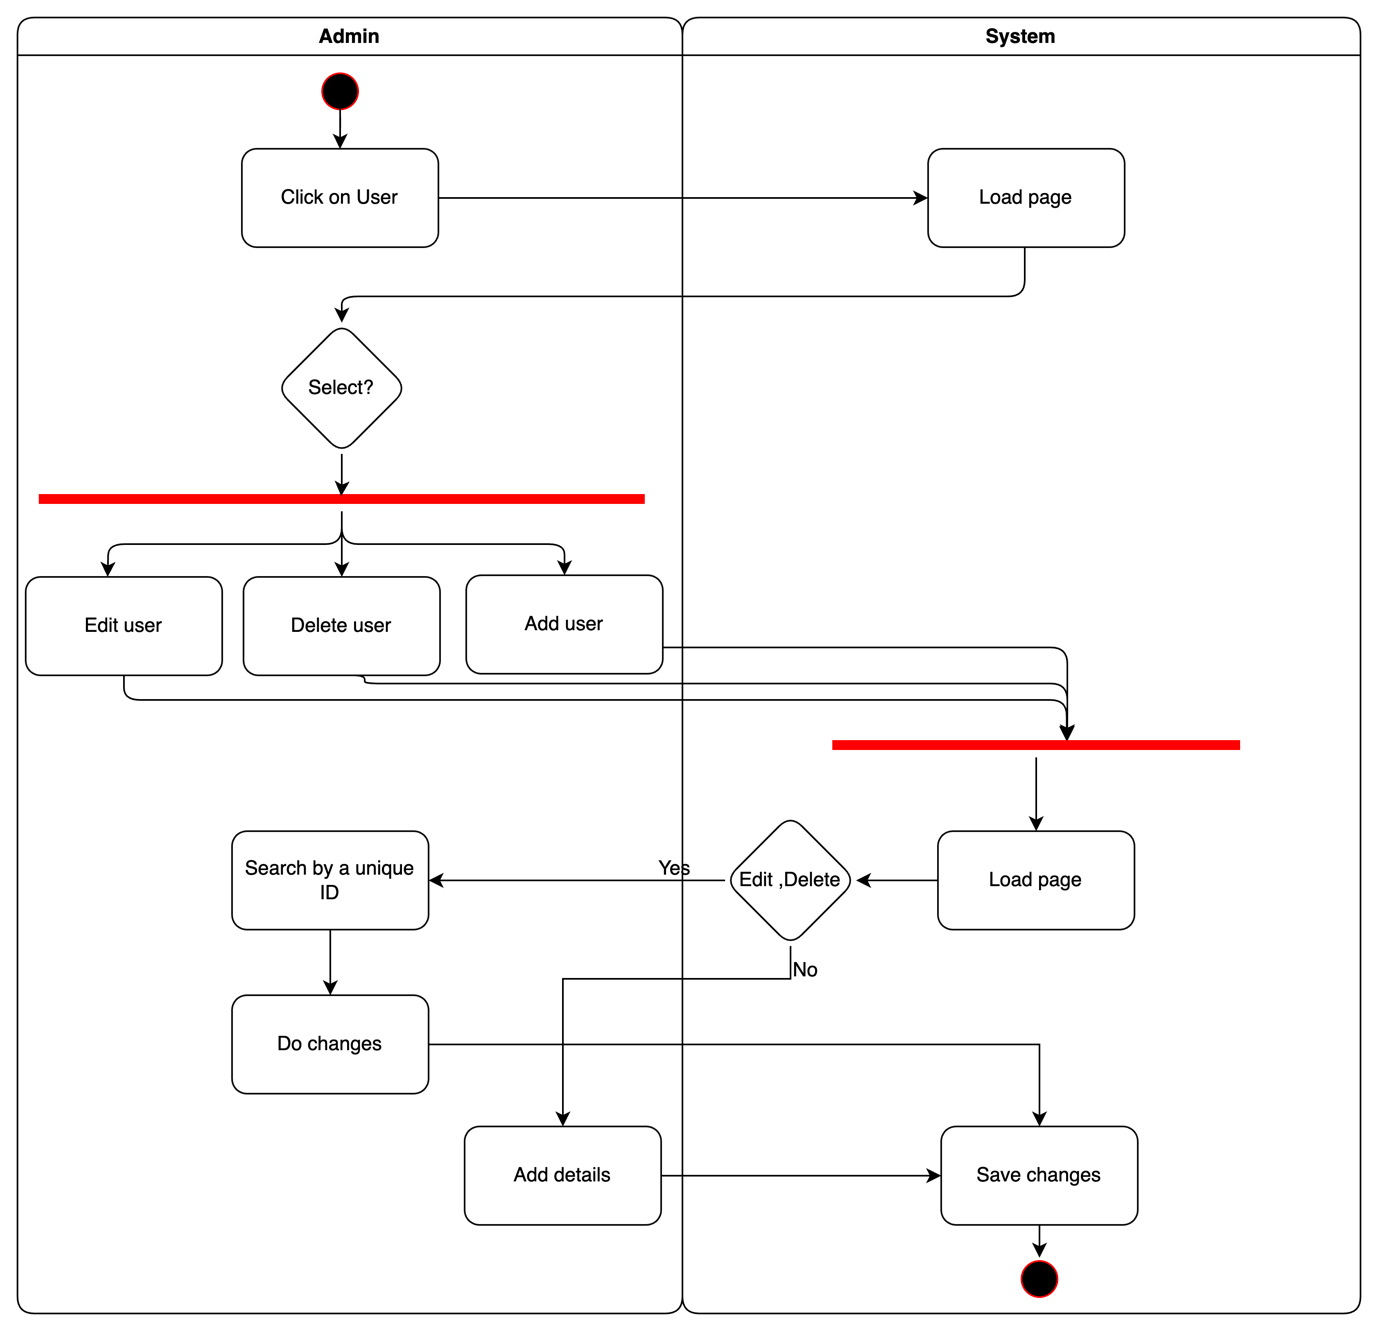 Admin
System
Click on User
Load page
Select?
Edit user
Delete user
Add user
Search by a unique
ID
Yes
Edit ,Delete
Load page
No
Do changes
Add details
Save changes